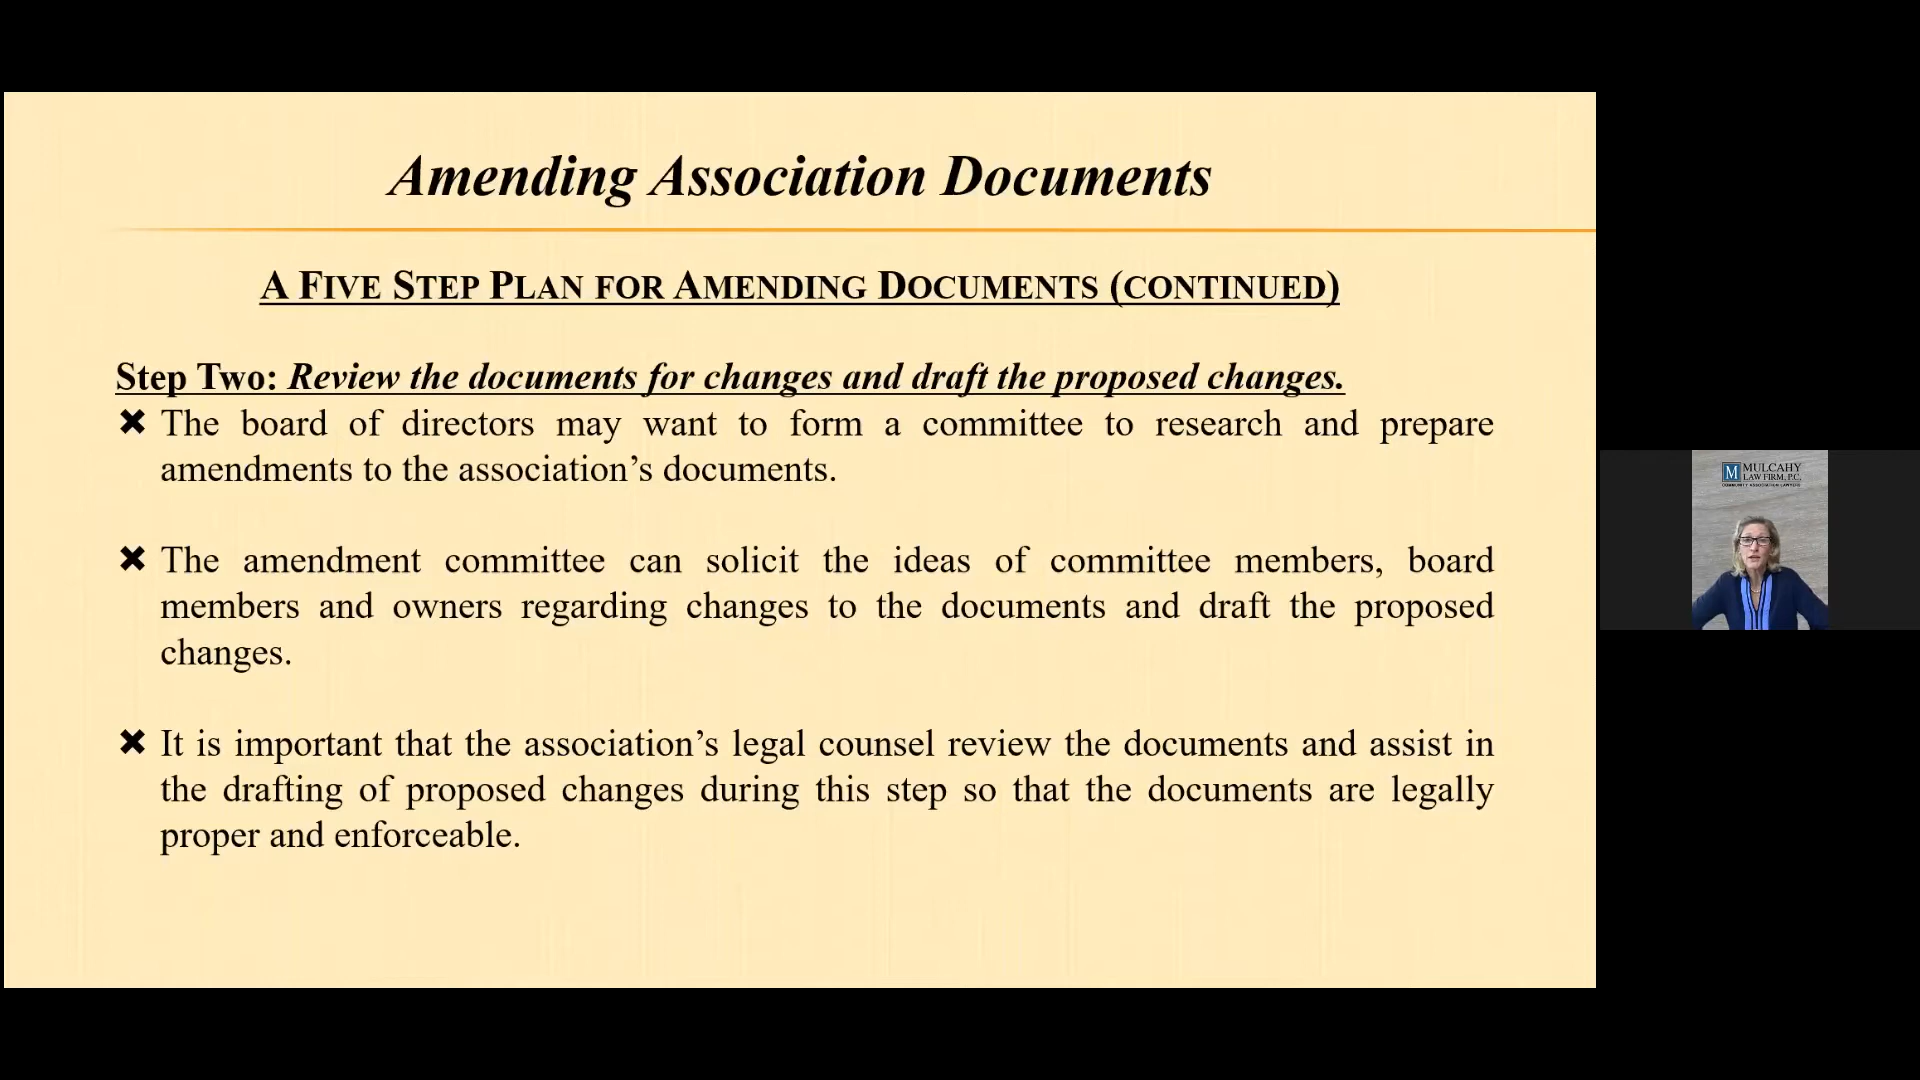 Amending Association Documents
A FIVE STEP PLAN FOR AMENDING DOCUMENTS (CONTINUED)
Step Two: Review the documents for changes and draft the proposed changes.
✖ The board of directors may want to form a committee to research and prepare
amendments to the association’s documents.
✖ The amendment committee can solicit the ideas of committee members, board
members and owners regarding changes to the documents and draft the proposed
changes.
✖ It is important that the association’s legal counsel review the documents and assist in
the drafting of proposed changes during this step so that the documents are legally
proper and enforceable.
M MULCAHY
LAW FIRM, P.C.
COMMUNITY ASSOCIATION LAWYERS